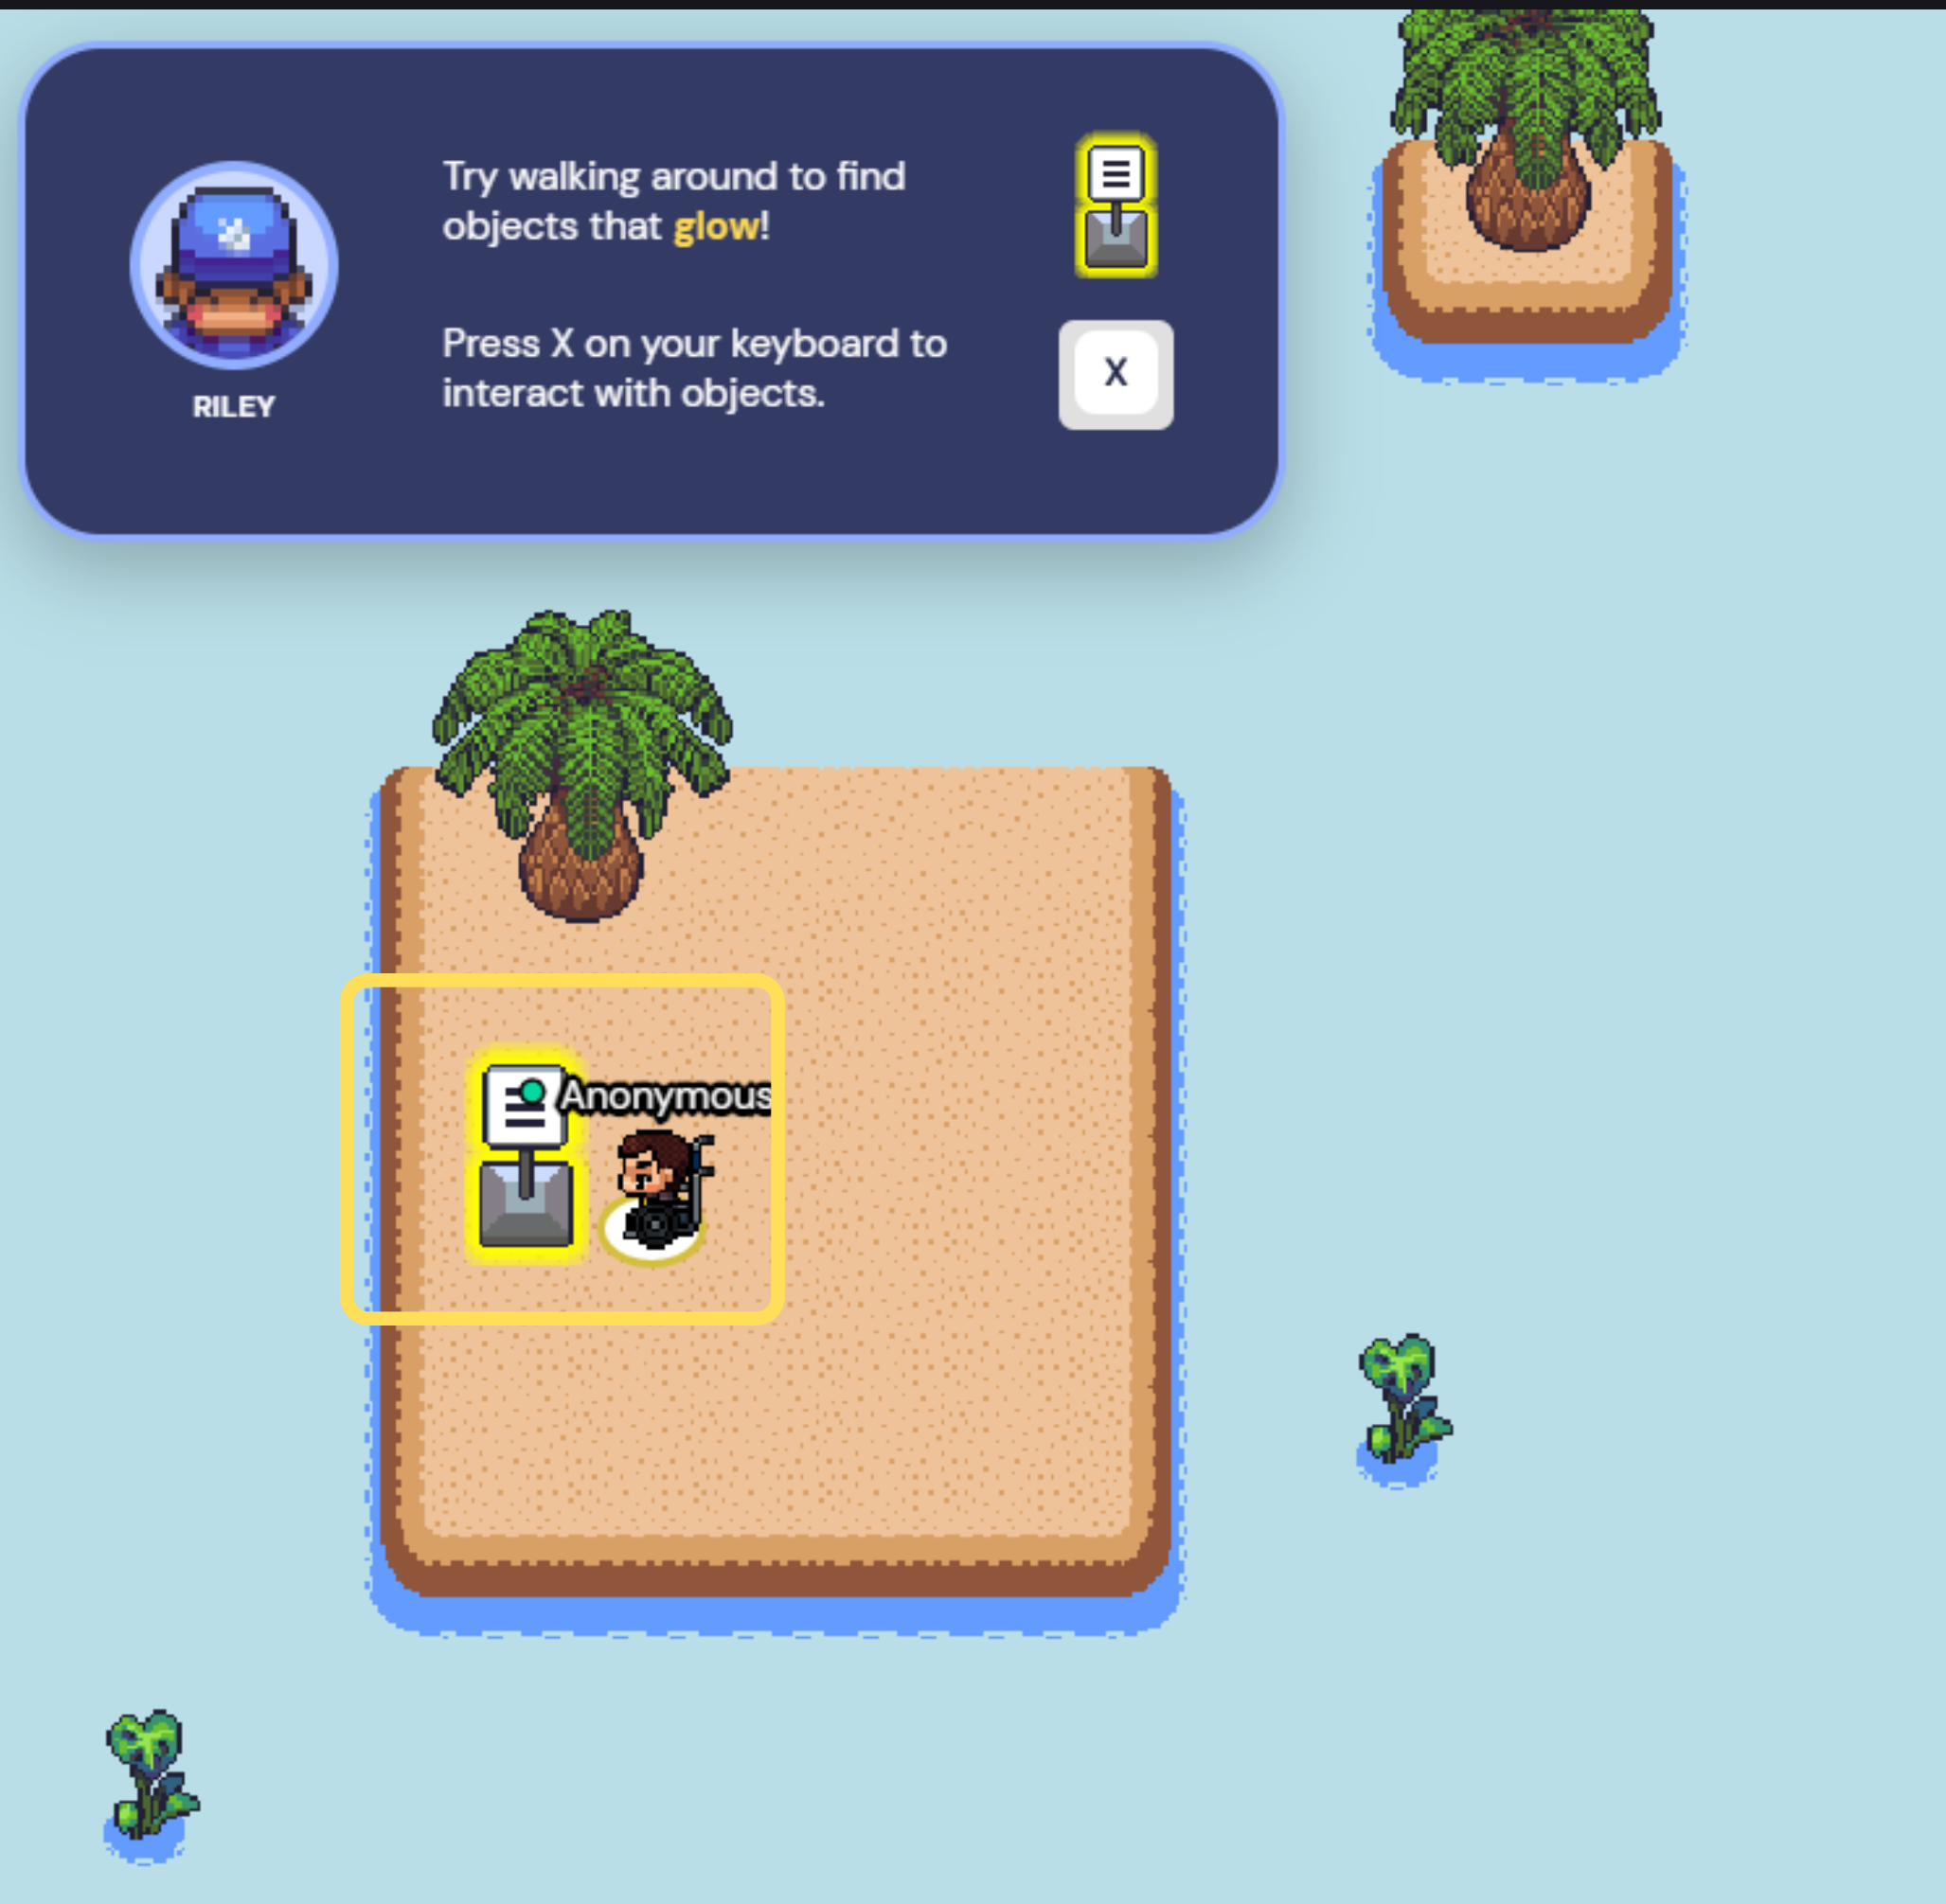 Try walking around to find
objects that glow!
Press X on your keyboard to
interact with objects.
X
RILEY
Anonymous